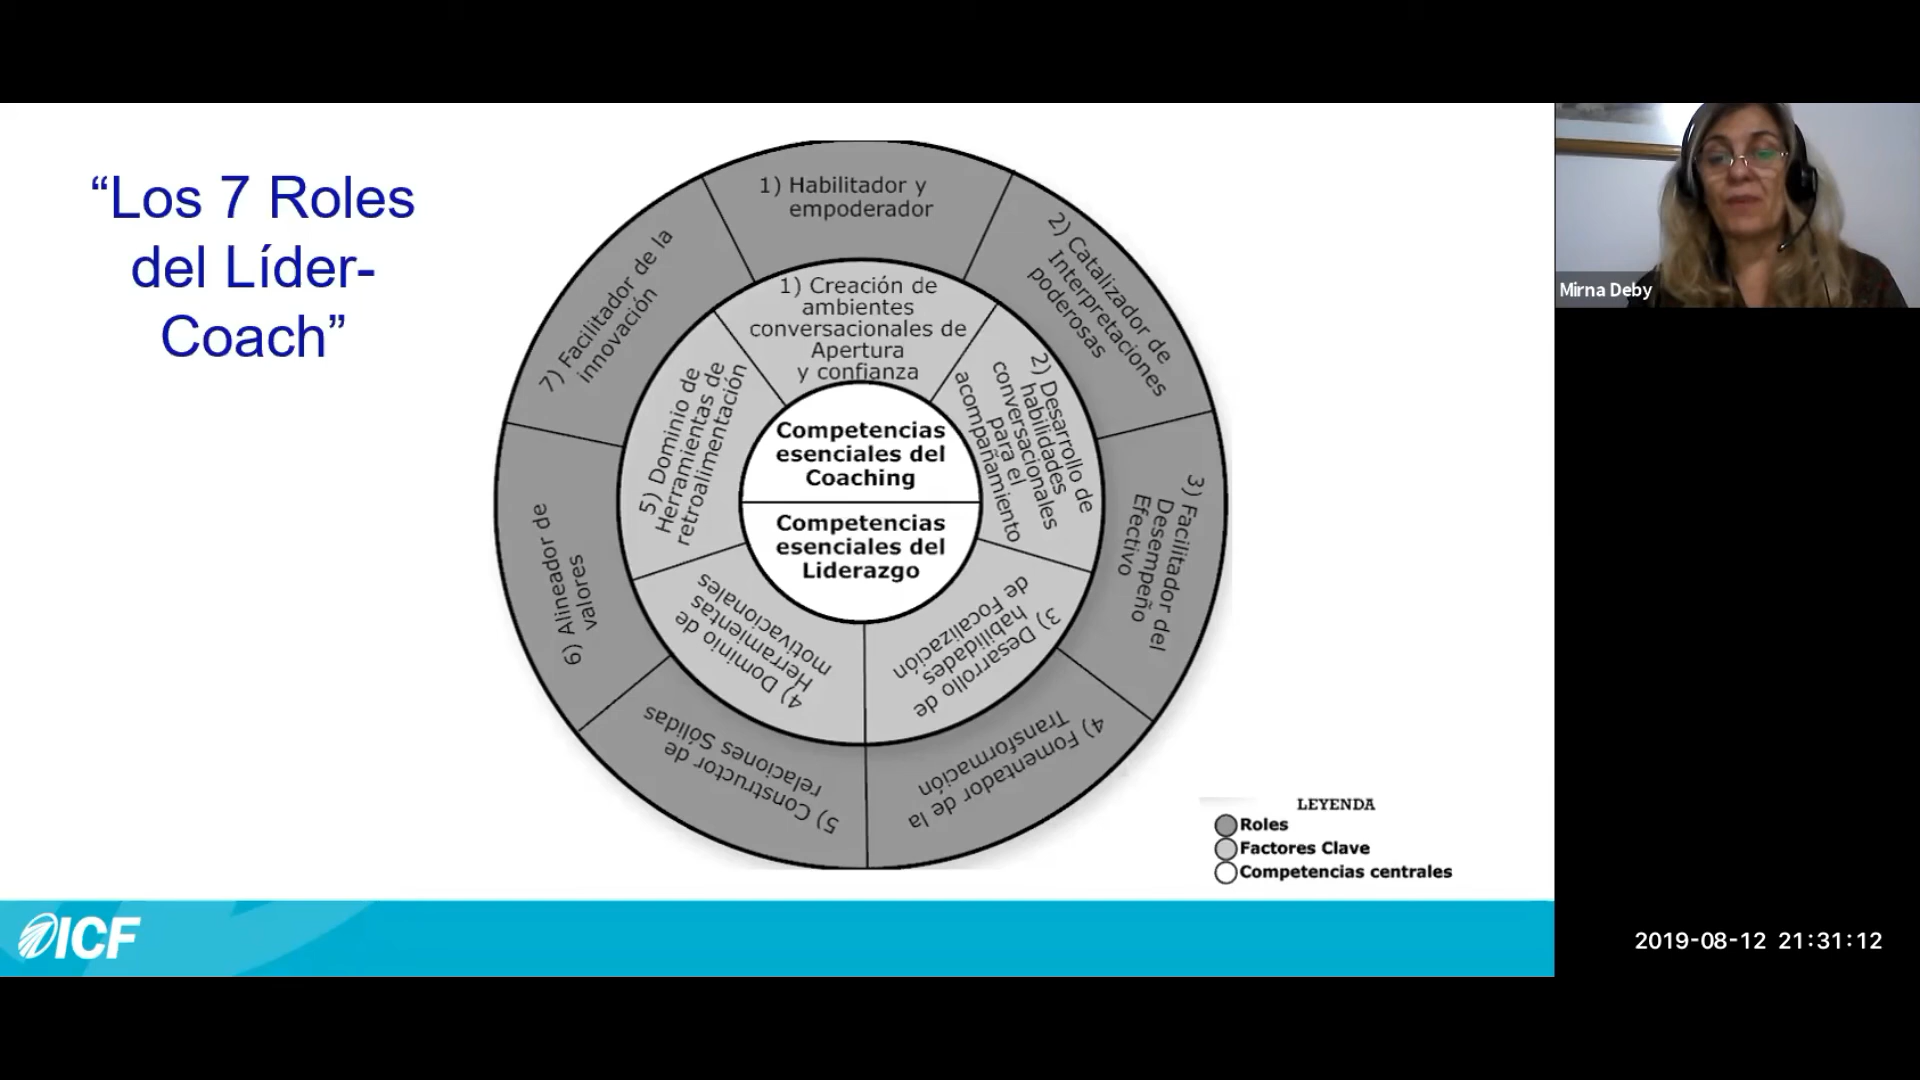 “Los 7 Roles
del Líder-
Coach”
1) Habilitador y
empoderador
2) Catalizador de
Interpretaciones
poderosas
3) Facilitador del
Desempeño
Efectivo
4) Fomentador de la
Transformación
5) Constructor de
relaciones Sólidas
6) Alineador de
valores
7) Facilitador de la
innovación
1) Creación de
ambientes
conversacionales de
Apertura
y confianza
2) Desarrollo de
habilidades
conversacionales
para el
acompañamiento
3) Desarrollo de
habilidades
de Focalización
4) Dominio de
Herramientas
motivacionales
5) Dominio de
Herramientas de
retroalimentación
Competencias
esenciales del
Coaching
Competencias
esenciales del
Liderazgo
LEYENDA
Roles
Factores Clave
Competencias centrales
ICF
Mirna Deby
2019-08-12 21:31:12